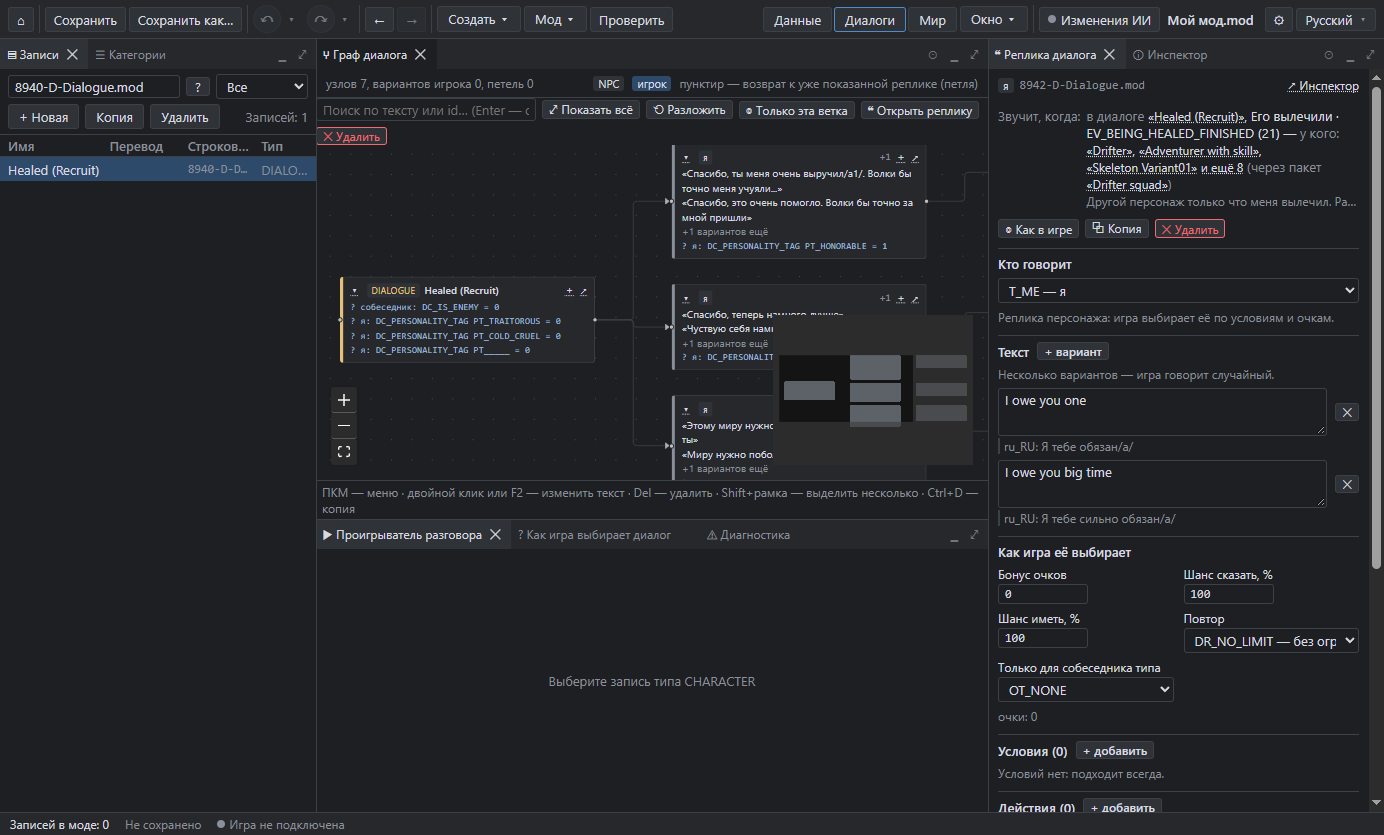 Сохранить
Сохранить как...
Создать
Мод
Проверить
Данные
Диалоги
Мир
Окно
Изменения ИИ
Мой мод.mod
Русский
Записи
Категории
8940-D-Dialogue.mod
?
Все
+ Новая
Копия
Удалить
Записей: 1
Имя Перевод Строков... Тип
Healed (Recruit) 8940-D-D... DIALO...
Граф диалога
узлов 7, вариантов игрока 0, петель 0
NPC
игрок
пунктир — возврат к уже показанной реплике (петля)
Поиск по тексту или id... (Enter — с
Показать всё
Разложить
Только эта ветка
Открыть реплику
Удалить
DIALOGUE Healed (Recruit)
? собеседник: DC_IS_ENEMY = 0
? я: DC_PERSONALITY_TAG PT_TRAITOROUS = 0
? я: DC_PERSONALITY_TAG PT_COLD_CRUEL = 0
? я: DC_PERSONALITY_TAG PT_____ = 0
я +1
«Спасибо, ты меня очень выручил/а1/. Волки бы
точно меня учуяли...»
«Спасибо, это очень помогло. Волки бы точно за
мной пришли»
+1 вариантов ещё
? я: DC_PERSONALITY_TAG PT_HONORABLE = 1
я +1
«Спасибо, теперь намного лучше»
«Чуствую себя нам
+1 вариантов ещё
? я: DC_PERSONALIT
я
«Этому миру нужно
ты»
«Миру нужно побо
+1 вариантов ещё
ПКМ — меню · двойной клик или F2 — изменить текст · Del — удалить · Shift+рамка — выделить несколько · Ctrl+D —
копия
Проигрыватель разговора
? Как игра выбирает диалог
Диагностика
Выберите запись типа CHARACTER
Реплика диалога
Инспектор
я 8942-D-Dialogue.mod
Инспектор
Звучит, когда: в диалоге «Healed (Recruit)», Его вылечили ·
EV_BEING_HEALED_FINISHED (21) — у кого:
«Drifter», «Adventurer with skill»,
«Skeleton Variant01» и ещё 8 (через пакет
«Drifter squad»)
Другой персонаж только что меня вылечил. Ра...
Как в игре
Копия
Удалить
Кто говорит
T_ME — я
Реплика персонажа: игра выбирает её по условиям и очкам.
Текст
+ вариант
Несколько вариантов — игра говорит случайный.
I owe you one
ru_RU: Я тебе обязан/а/
I owe you big time
ru_RU: Я тебе сильно обязан/а/
Как игра её выбирает
Бонус очков
Шанс сказать, %
0
100
Шанс иметь, %
Повтор
100
DR_NO_LIMIT — без огр
Только для собеседника типа
OT_NONE
очки: 0
Условия (0)
+ добавить
Условий нет: подходит всегда.
Действия (0)
+ добавить
Записей в моде: 0
Не сохранено
Игра не подключена